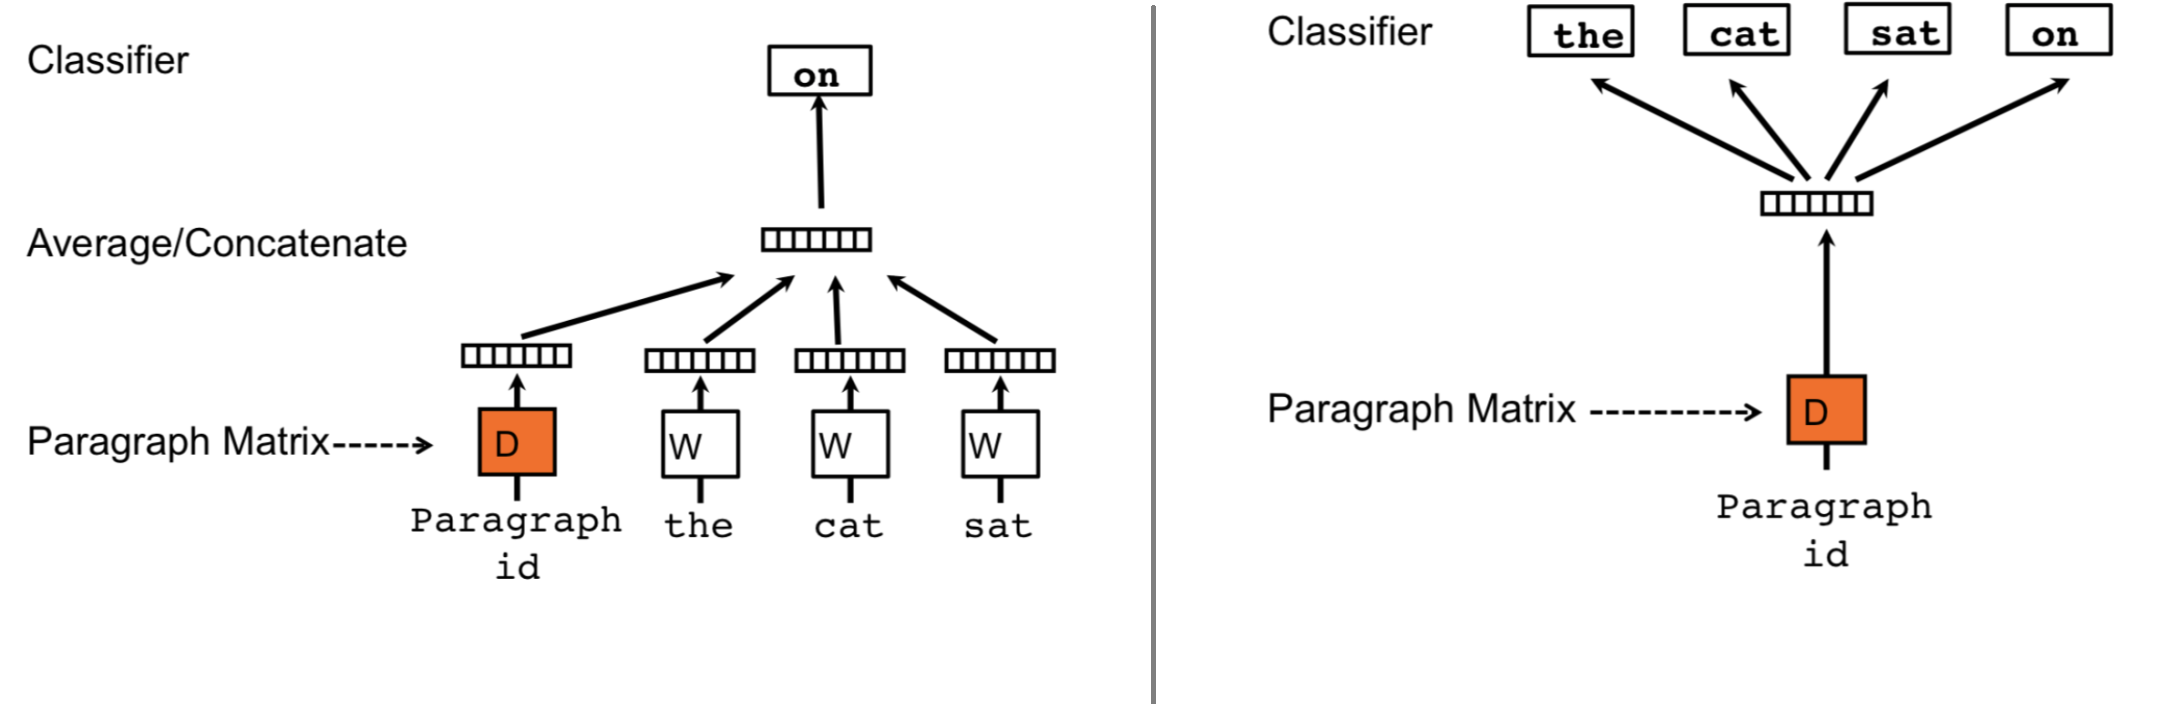 Classifier
on
Average/Concatenate
Paragraph Matrix
D
W
W
W
Paragraph
id
the
cat
sat
Classifier
the
cat
sat
on
Paragraph Matrix
D
Paragraph
id